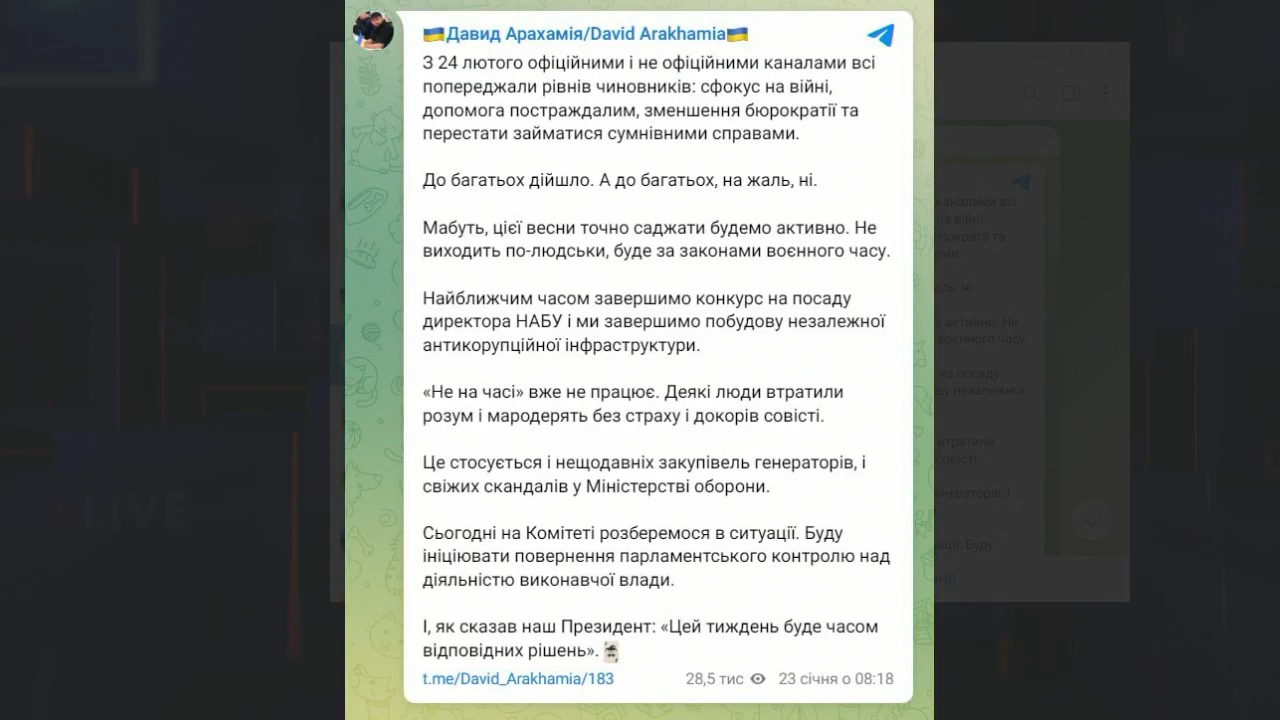 🇺🇦Давид Арахамія/David Arakhamia🇺🇦
З 24 лютого офіційними і не офіційними каналами всі
попереджали рівнів чиновників: сфокус на війні,
допомога постраждалим, зменшення бюрократії та
перестати займатися сумнівними справами.
До багатьох дійшло. А до багатьох, на жаль, ні.
Мабуть, цієї весни точно саджати будемо активно. Не
виходить по-людськи, буде за законами воєнного часу.
Найближчим часом завершимо конкурс на посаду
директора НАБУ і ми завершимо побудову незалежної
антикорупційної інфраструктури.
«Не на часі» вже не працює. Деякі люди втратили
розум і мародерять без страху і докорів совісті.
Це стосується і нещодавніх закупівель генераторів, і
свіжих скандалів у Міністерстві оборони.
Сьогодні на Комітеті розберемося в ситуації. Буду
ініціювати повернення парламентського контролю над
діяльністю виконавчої влади.
І, як сказав наш Президент: «Цей тиждень буде часом
відповідних рішень».
t.me/David_Arakhamia/183 28,5 тис 23 січня о 08:18
LIVE